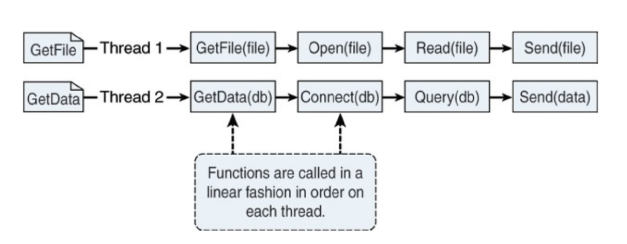 GetFile Thread 1 GetFile(file) Open(file) Read(file) Send(file)
GetData Thread 2 GetData(db) Connect(db) Query(db) Send(data)
Functions are called in a
linear fashion in order on
each thread.